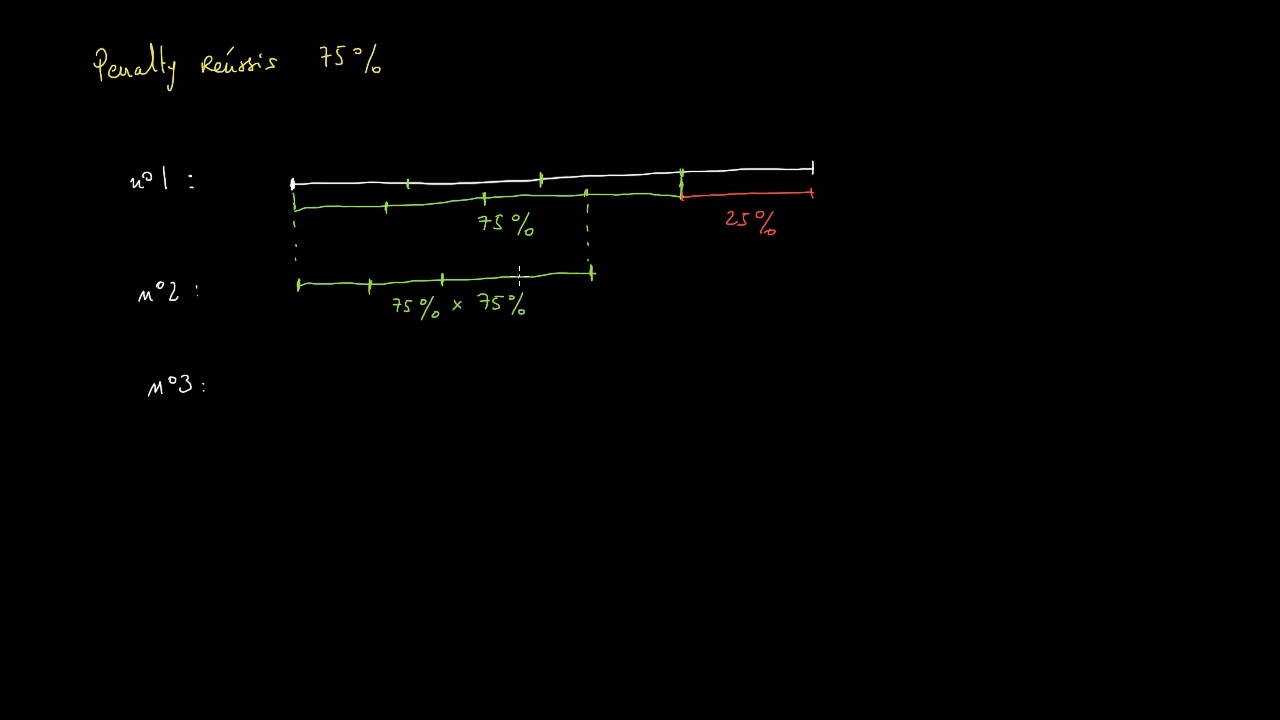 Penalty réussis 75%
n°1 :
75% 25%
n°2 :
75% × 75%
n°3 :